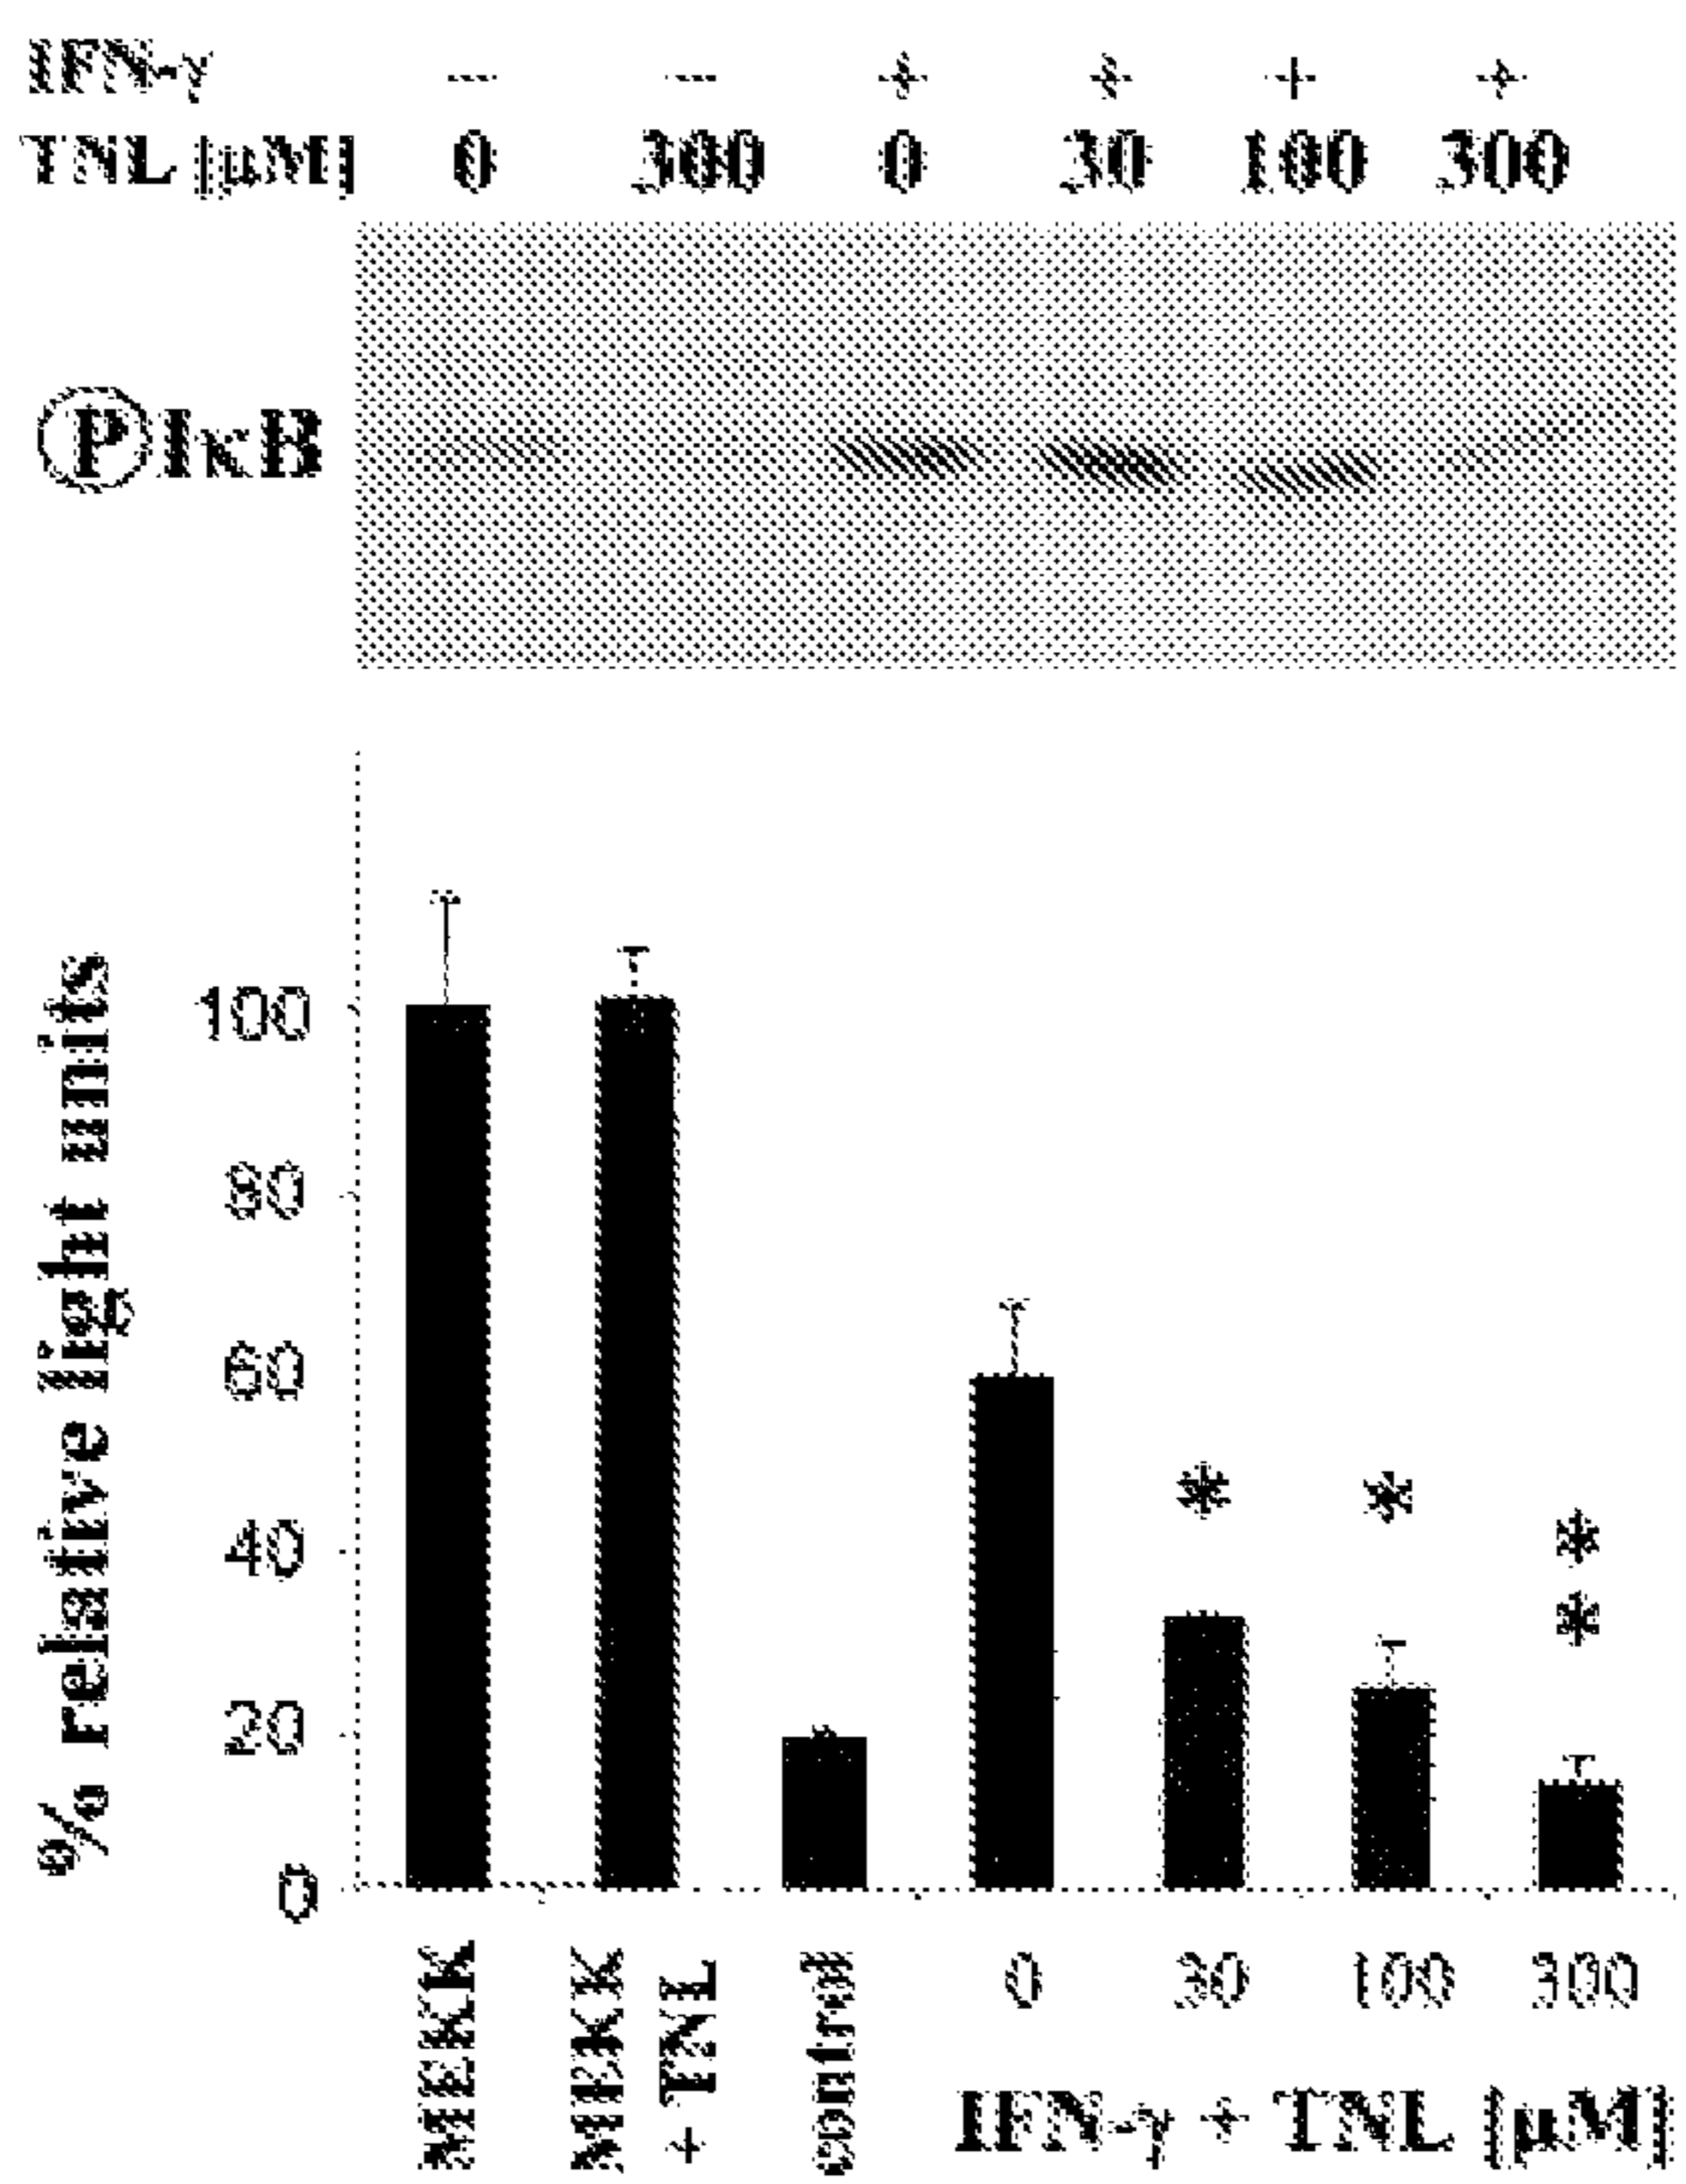 IFN-γ − − + + + +
TNL [μM] 0 300 0 30 100 300
P IκB
% relative light units
100
80
60
40
20
0
*
*
*
*
MEKK
MEKK + TNL
control
0 30 100 300
IFN-γ + TNL [μM]